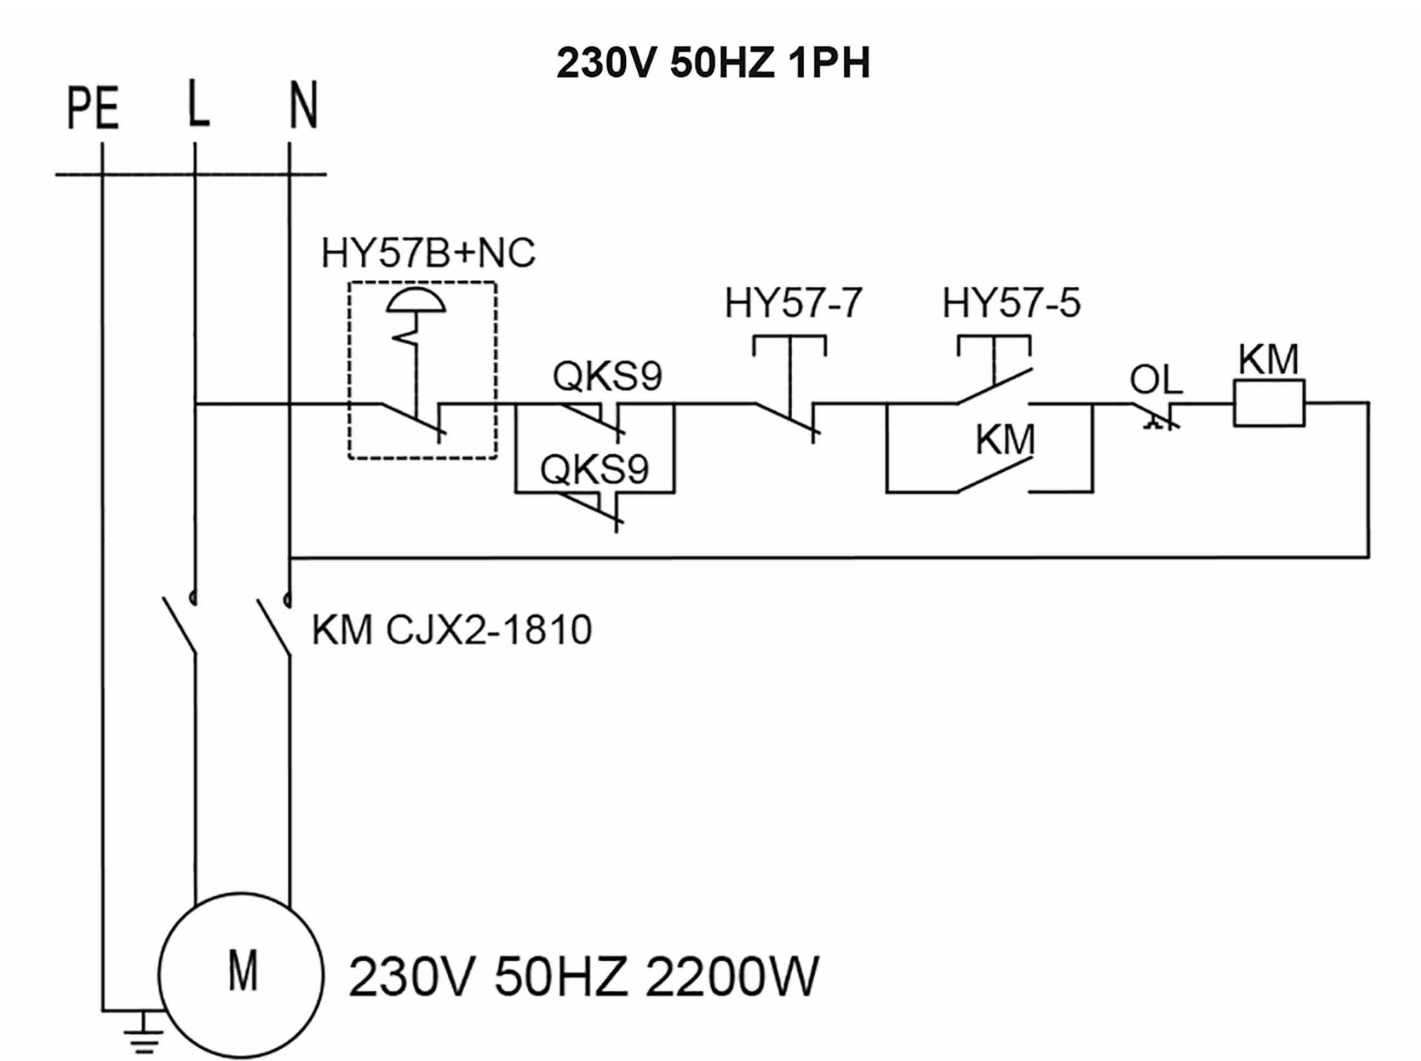 230V 50HZ 1PH
PE L N
HY57B+NC
HY57-7
HY57-5
QKS9
OL
KM
QKS9
KM
KM CJX2-1810
M
230V 50HZ 2200W